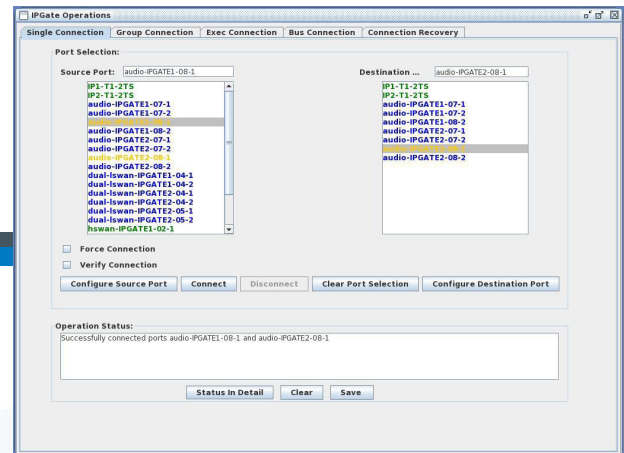 IPGate Operations
Single Connection Group Connection Exec Connection Bus Connection Connection Recovery
Port Selection:
Source Port: audio-IPGATE1-08-1
Destination ... audio-IPGATE2-08-1
IP1-T1-2TS
IP2-T1-2TS
audio-IPGATE1-07-1
audio-IPGATE1-07-2
audio-IPGATE1-08-1
audio-IPGATE1-08-2
audio-IPGATE2-07-1
audio-IPGATE2-07-2
audio-IPGATE2-08-1
audio-IPGATE2-08-2
dual-lswan-IPGATE1-04-1
dual-lswan-IPGATE1-04-2
dual-lswan-IPGATE2-04-1
dual-lswan-IPGATE2-04-2
dual-lswan-IPGATE2-05-1
dual-lswan-IPGATE2-05-2
hswan-IPGATE1-02-1
IP1-T1-2TS
IP2-T1-2TS
audio-IPGATE1-07-1
audio-IPGATE1-07-2
audio-IPGATE1-08-2
audio-IPGATE2-07-1
audio-IPGATE2-07-2
audio-IPGATE2-08-1
audio-IPGATE2-08-2
Force Connection
Verify Connection
Configure Source Port Connect Disconnect Clear Port Selection Configure Destination Port
Operation Status:
Successfully connected ports audio-IPGATE1-08-1 and audio-IPGATE2-08-1
Status In Detail Clear Save